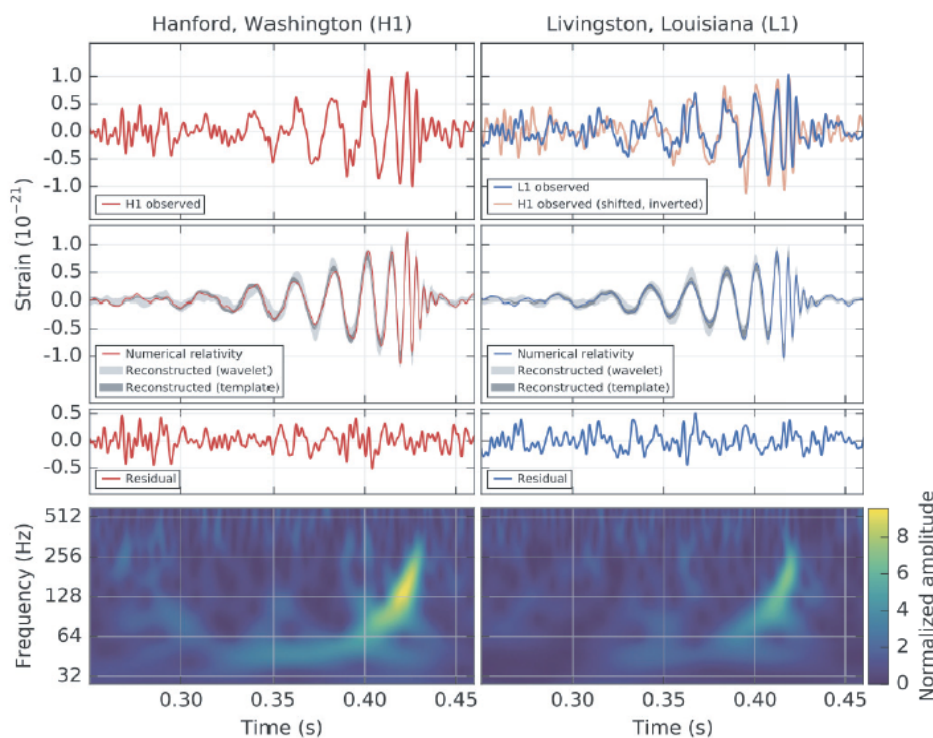 Hanford, Washington (H1)
Livingston, Louisiana (L1)
Strain (10⁻²¹)
1.0
0.5
0.0
-0.5
-1.0
H1 observed
L1 observed
H1 observed (shifted, inverted)
1.0
0.5
0.0
-0.5
-1.0
Numerical relativity
Reconstructed (wavelet)
Reconstructed (template)
Numerical relativity
Reconstructed (wavelet)
Reconstructed (template)
0.5
0.0
-0.5
Residual
Residual
Frequency (Hz)
512
256
128
64
32
Normalized amplitude
8
6
4
2
0
0.30
0.35
0.40
0.45
0.30
0.35
0.40
0.45
Time (s)
Time (s)